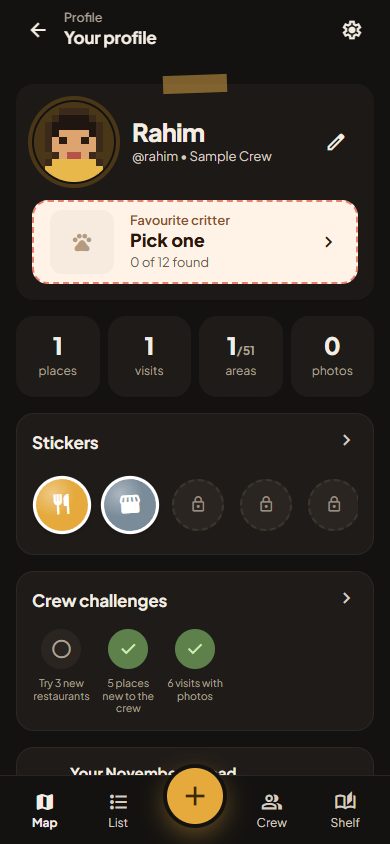 Profile
Your profile
Rahim
@rahim • Sample Crew
Favourite critter
Pick one
0 of 12 found
1
places
1
visits
1/51
areas
0
photos
Stickers
Crew challenges
Try 3 new
restaurants
5 places
new to the
crew
6 visits with
photos
Your November
Map
List
Crew
Shelf